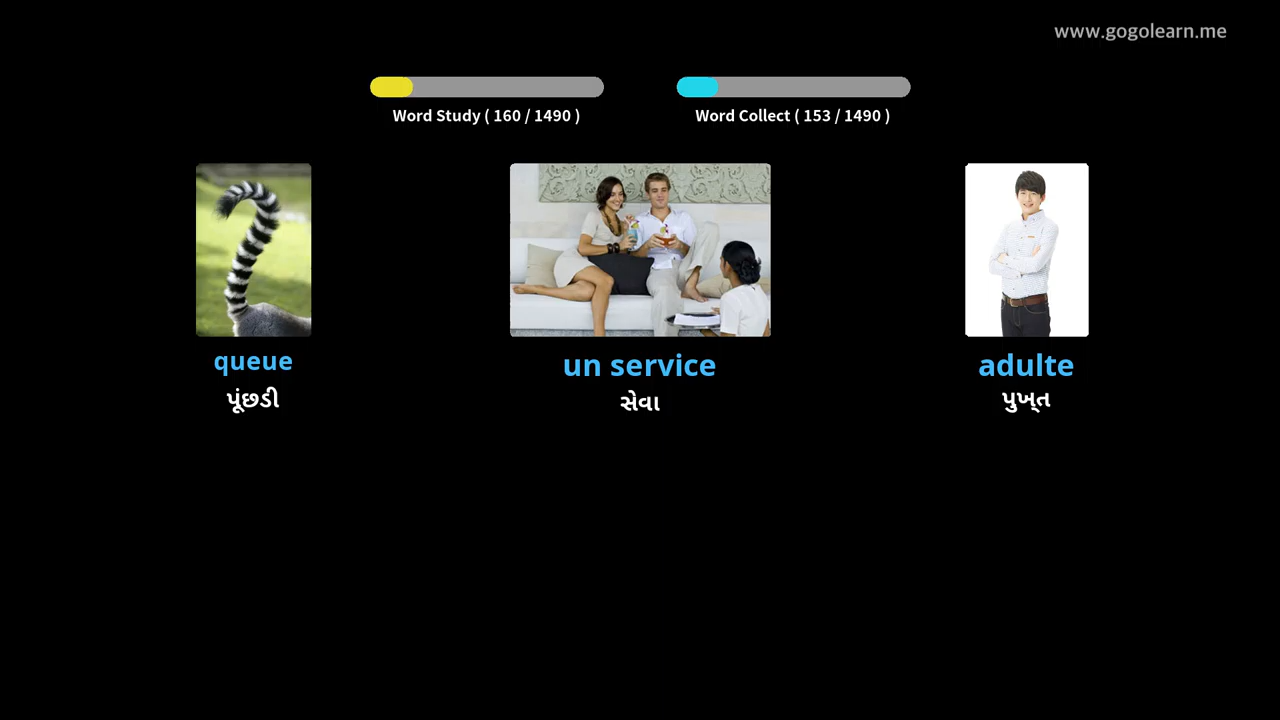 www.gogolearn.me
Word Study ( 160 / 1490 )
Word Collect ( 153 / 1490 )
queue
un service
adulte
પૂંછડી
સેવા
પુખ્ત